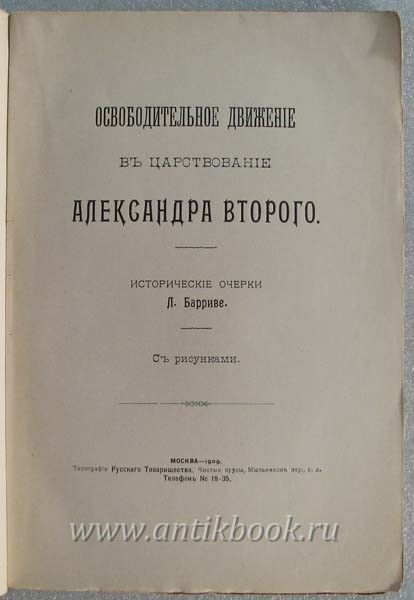 ОСВОБОДИТЕЛЬНОЕ ДВИЖЕНІЕ
ВЪ ЦАРСТВОВАНІЕ
АЛЕКСАНДРА ВТОРОГО.
ИСТОРИЧЕСКІЕ ОЧЕРКИ
Л. Барриве.
Съ рисунками.
МОСКВА—1909.
Типографія Русскаго Товарищества, Чистые пруды, Мыльниковъ пер., с. д.
Телефонъ № 18-35.
www.antikbook.ru